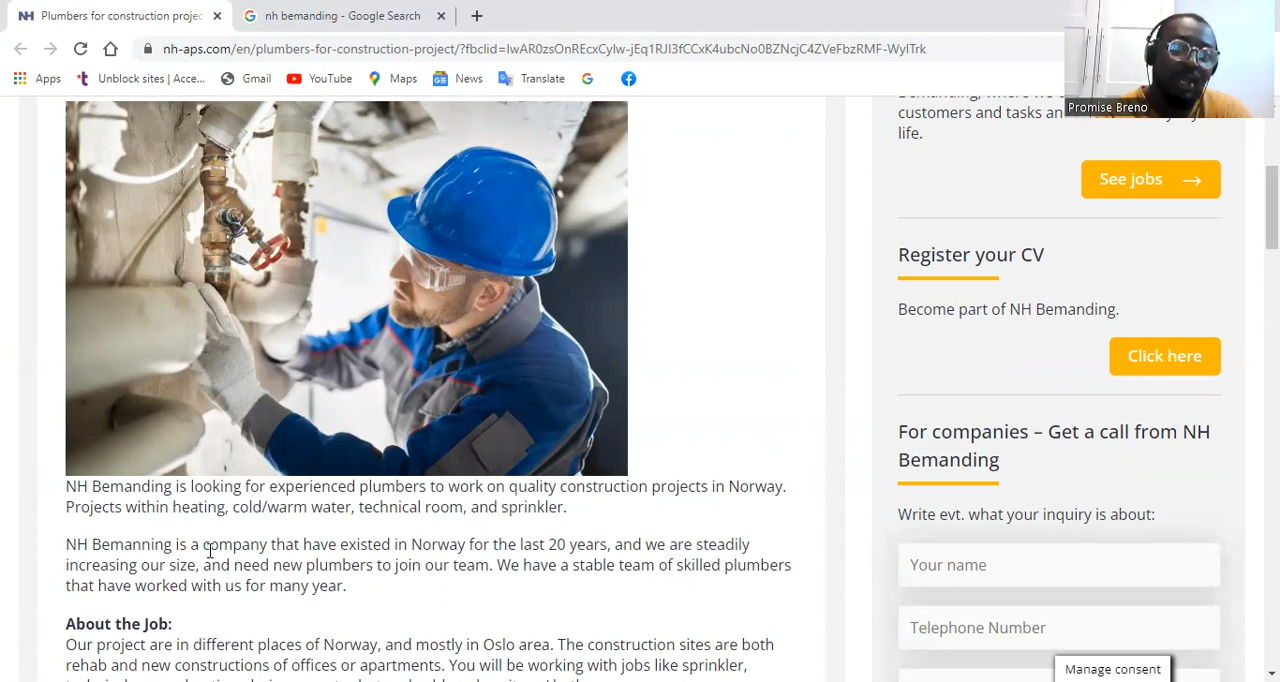 NH Plumbers for construction projec
nh bemanding - Google Search
nh-aps.com/en/plumbers-for-construction-project/?fbclid=IwAR0zsOnREcxCylw-jEq1RJI3fCCxK4ubcNo0BZNcjC4ZVeFbzRMF-WyITrk
Apps
Unblock sites | Acce...
Gmail
YouTube
Maps
News
Translate
Promise Breno
customers and tasks an
life.
See jobs →
Register your CV
Become part of NH Bemanding.
Click here
For companies – Get a call from NH
Bemanding
Write evt. what your inquiry is about:
Your name
Telephone Number
Manage consent
NH Bemanding is looking for experienced plumbers to work on quality construction projects in Norway.
Projects within heating, cold/warm water, technical room, and sprinkler.
NH Bemanning is a company that have existed in Norway for the last 20 years, and we are steadily
increasing our size, and need new plumbers to join our team. We have a stable team of skilled plumbers
that have worked with us for many year.
About the Job:
Our project are in different places of Norway, and mostly in Oslo area. The construction sites are both
rehab and new constructions of offices or apartments. You will be working with jobs like sprinkler,